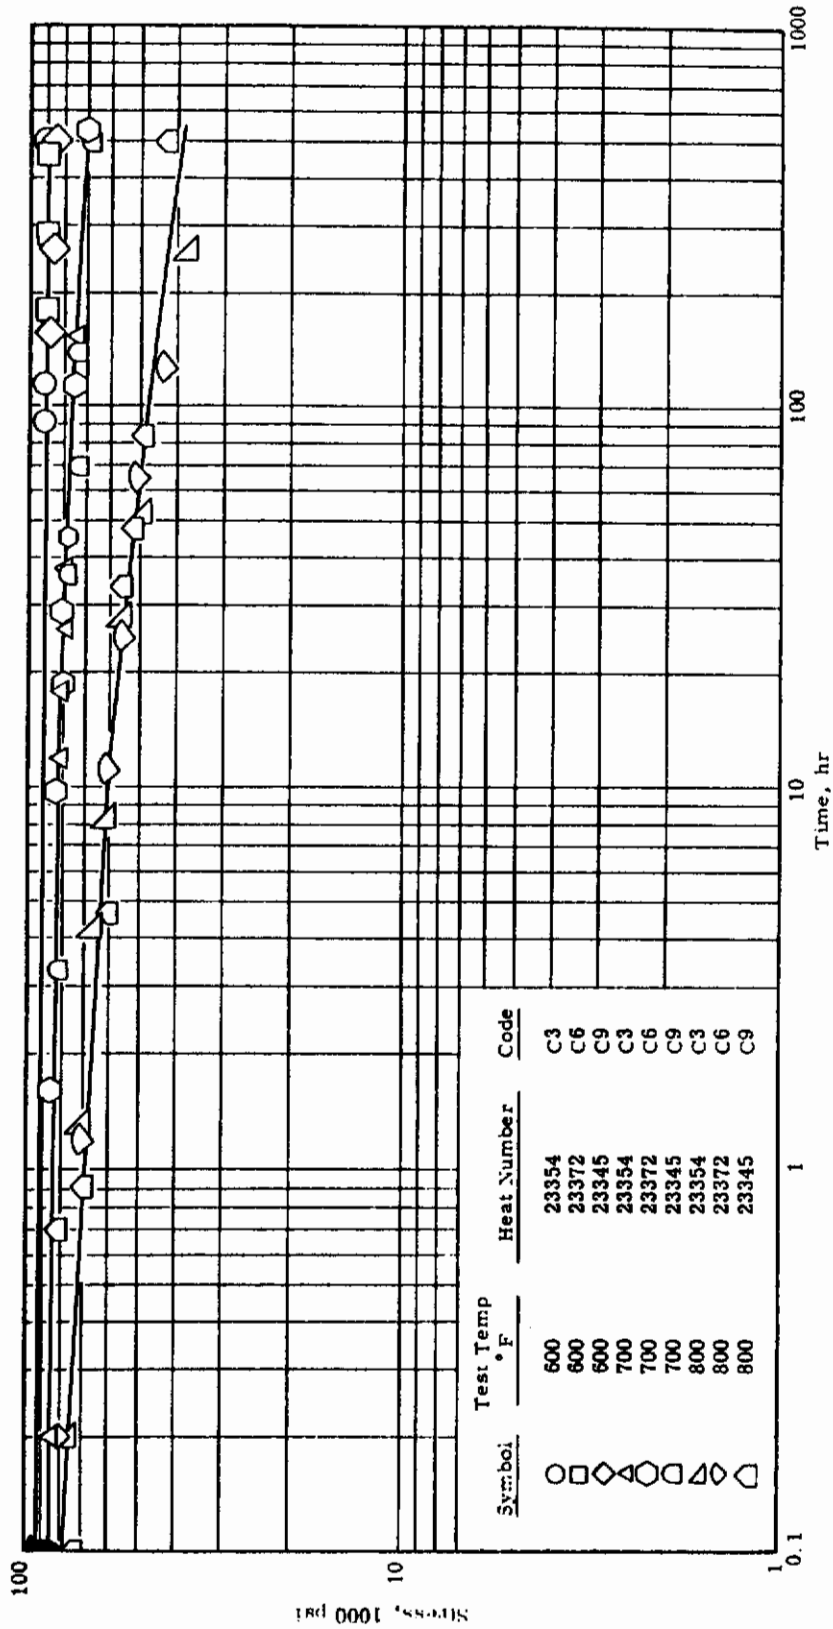 Stress, 1000 psi
100
10
1
Symbol Test Temp °F Heat Number Code
600 23354 C3
600 23372 C6
600 23345 C9
700 23354 C3
700 23372 C6
700 23345 C9
800 23354 C3
800 23372 C6
800 23345 C9
0.1 1 10 100 1000
Time, hr